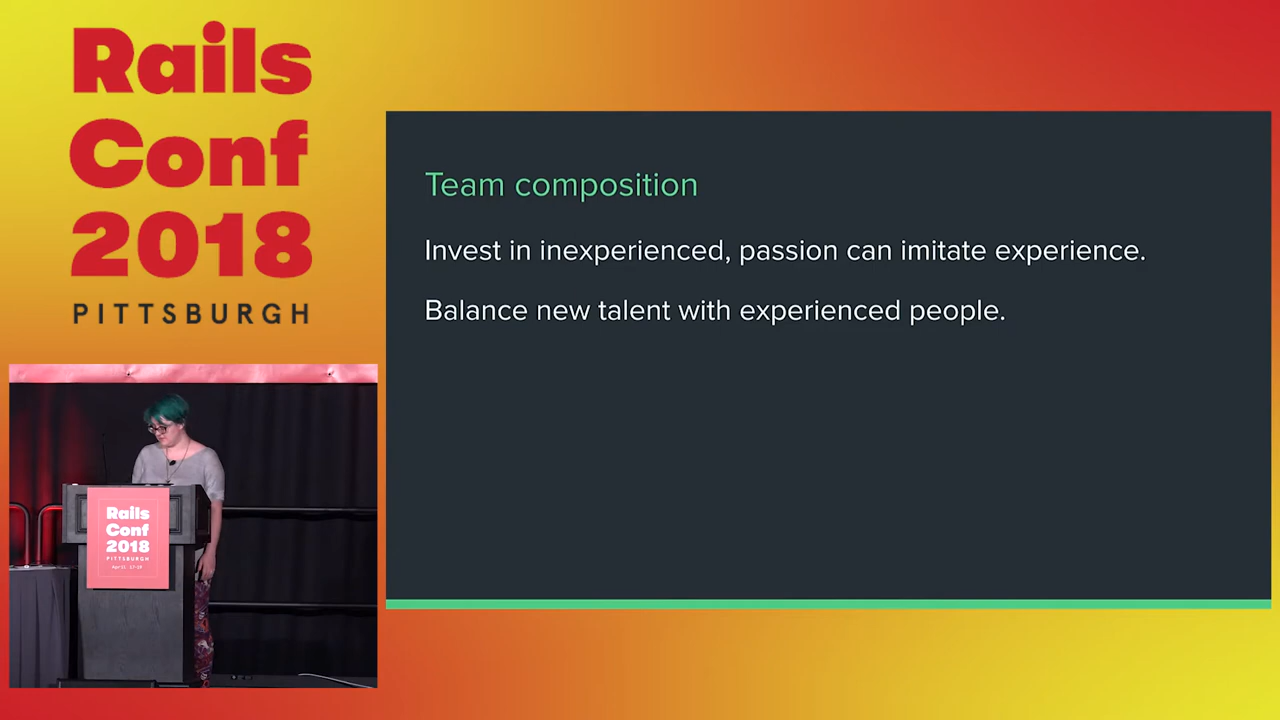 Rails
Conf
2018
PITTSBURGH
Team composition
Invest in inexperienced, passion can imitate experience.
Balance new talent with experienced people.
Rails
Conf
2018
PITTSBURGH